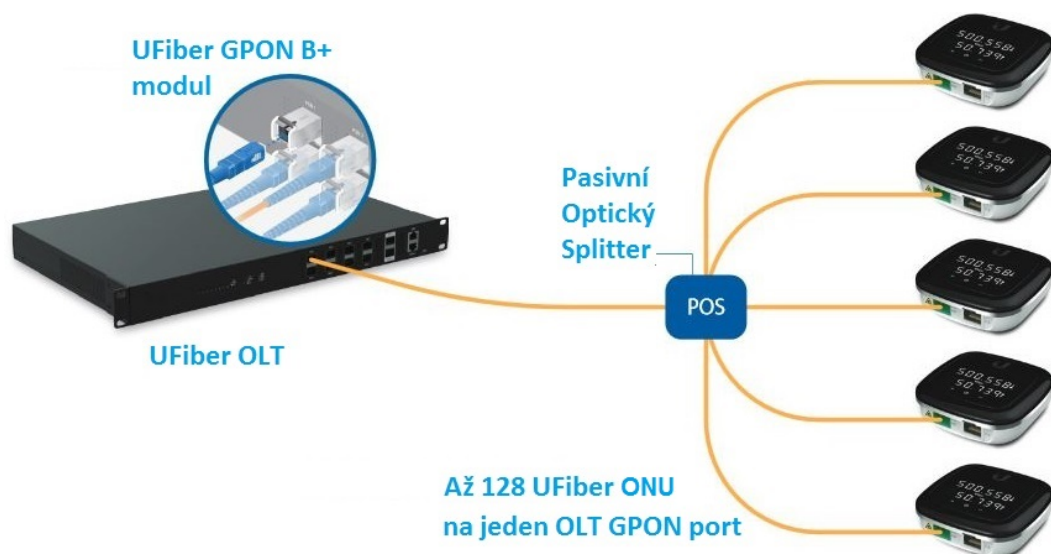 UFiber GPON B+
modul
Pasivní
Optický
Splitter
POS
UFiber OLT
Až 128 UFiber ONU
na jeden OLT GPON port